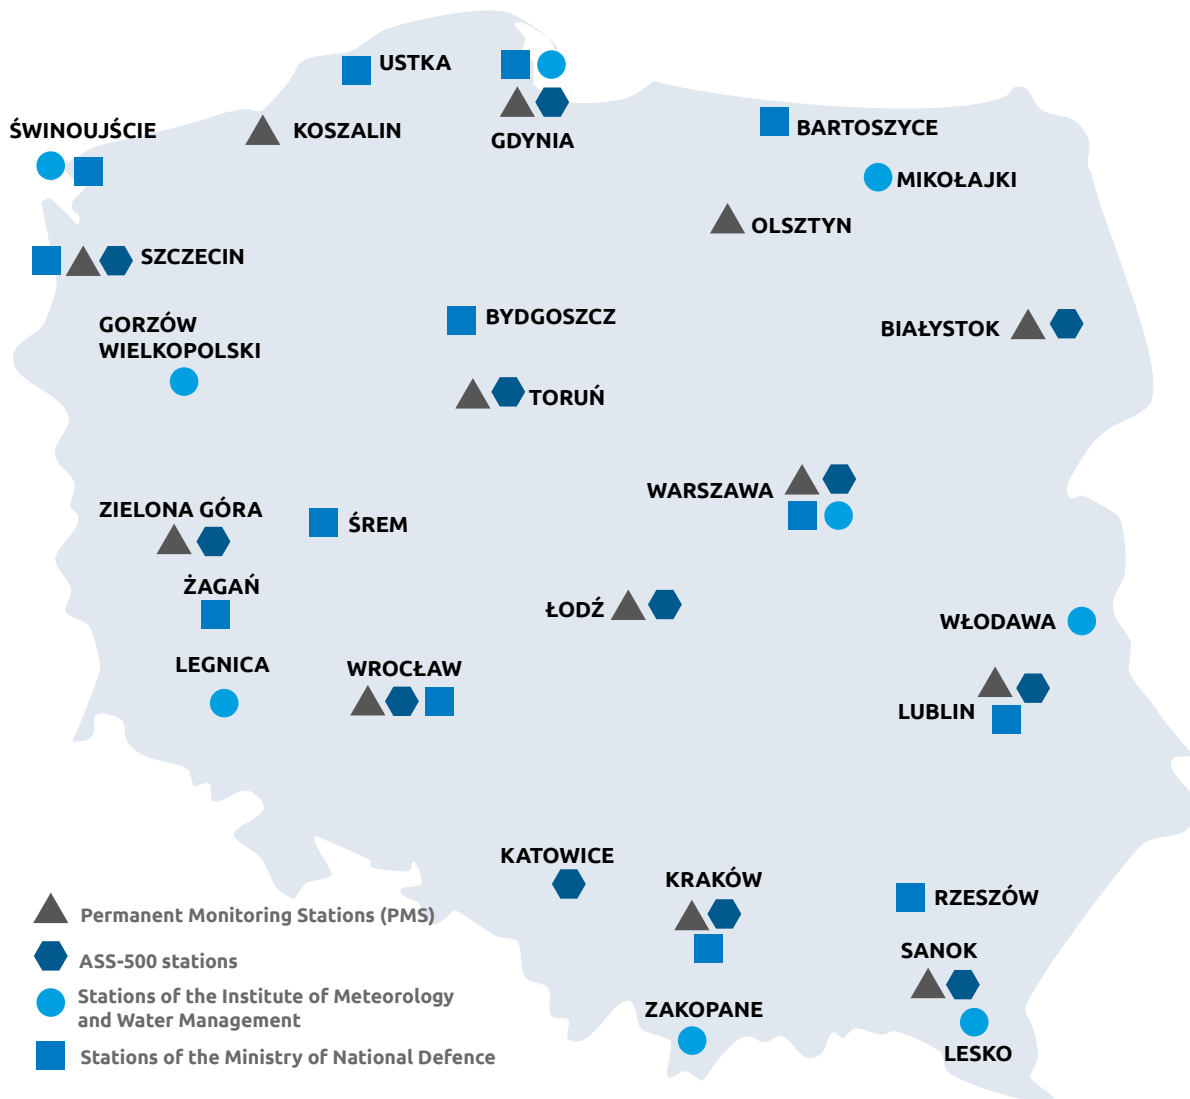 USTKA
ŚWINOUJŚCIE
KOSZALIN
GDYNIA
BARTOSZYCE
MIKOŁAJKI
OLSZTYN
SZCZECIN
GORZÓW
WIELKOPOLSKI
BYDGOSZCZ
BIAŁYSTOK
TORUŃ
WARSZAWA
ZIELONA GÓRA
ŚREM
ŻAGAŃ
ŁODŹ
WŁODAWA
LEGNICA
WROCŁAW
LUBLIN
KATOWICE
KRAKÓW
RZESZÓW
SANOK
ZAKOPANE
LESKO
Permanent Monitoring Stations (PMS)
ASS-500 stations
Stations of the Institute of Meteorology
and Water Management
Stations of the Ministry of National Defence